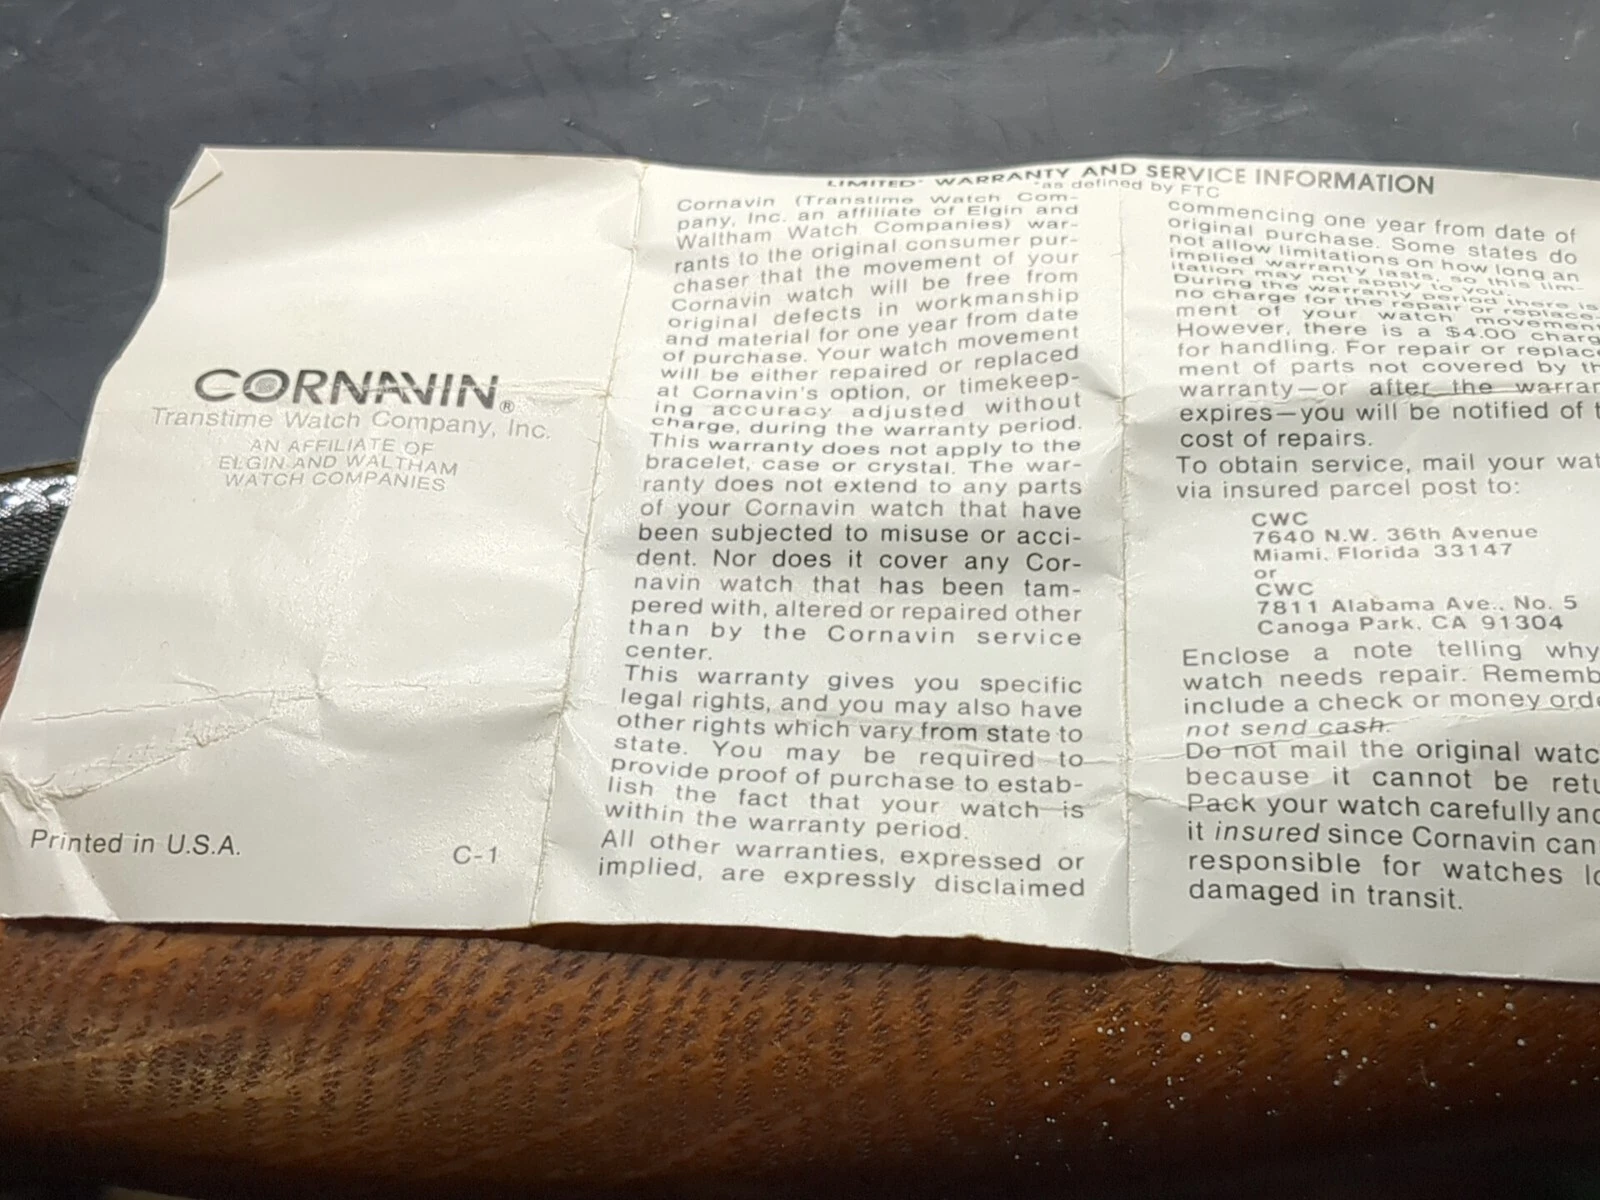 CORNAVIN®
Transtime Watch Company, Inc.
AN AFFILIATE OF
ELGIN AND WALTHAM
WATCH COMPANIES
Printed in U.S.A.
C-1
LIMITED* WARRANTY AND SERVICE INFORMATION
*as defined by FTC
Cornavin (Transtime Watch Com-
pany, Inc. an affiliate of Elgin and
Waltham Watch Companies) war-
rants to the original consumer pur-
chaser that the movement of your
Cornavin watch will be free from
original defects in workmanship
and material for one year from date
of purchase. Your watch movement
will be either repaired or replaced
at Cornavin's option, or timekeep-
ing accuracy adjusted without
charge, during the warranty period.
This warranty does not apply to the
bracelet, case or crystal. The war-
ranty does not extend to any parts
of your Cornavin watch that have
been subjected to misuse or acci-
dent. Nor does it cover any Cor-
navin watch that has been tam-
pered with, altered or repaired other
than by the Cornavin service
center.
This warranty gives you specific
legal rights, and you may also have
other rights which vary from state to
state. You may be required to
provide proof of purchase to estab-
lish the fact that your watch is
within the warranty period.
All other warranties, expressed or
implied, are expressly disclaimed
commencing one year from date of
original purchase. Some states do
not allow limitations on how long an
implied warranty lasts, so this lim-
itation may not apply to you.
During the warranty period there is
no charge for the repair or replace-
ment of your watch movement
However, there is a $4.00 charg
for handling. For repair or replace
ment of parts not covered by th
warranty—or after the warran
expires—you will be notified of t
cost of repairs.
To obtain service, mail your wat
via insured parcel post to:
CWC
7640 N.W. 36th Avenue
Miami, Florida 33147
or
CWC
7811 Alabama Ave., No. 5
Canoga Park, CA 91304
Enclose a note telling why
watch needs repair. Rememb
include a check or money orde
not send cash.
Do not mail the original watc
because it cannot be retu
Pack your watch carefully and
it insured since Cornavin can
responsible for watches lo
damaged in transit.